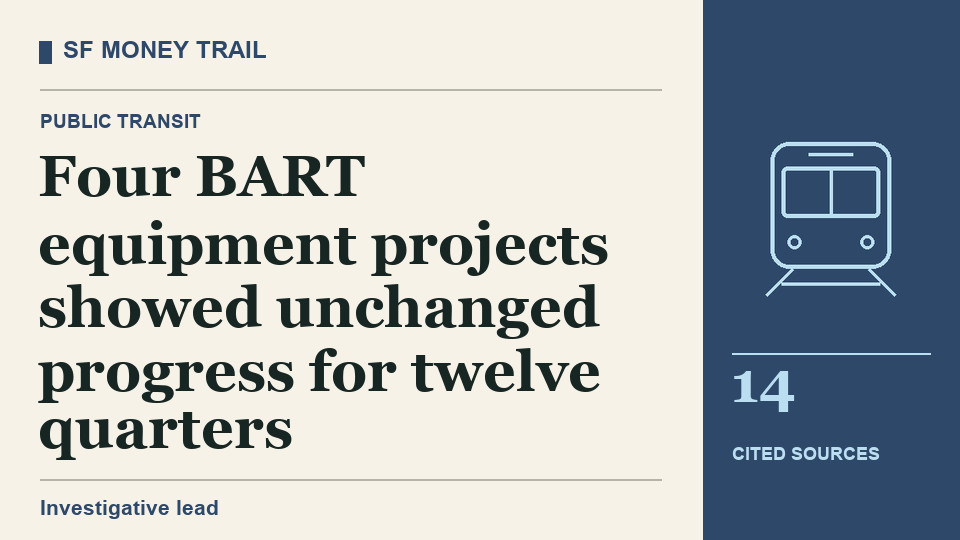 SF MONEY TRAIL
PUBLIC TRANSIT
Four BART
equipment projects
showed unchanged
progress for twelve
quarters
Investigative lead
14
CITED SOURCES